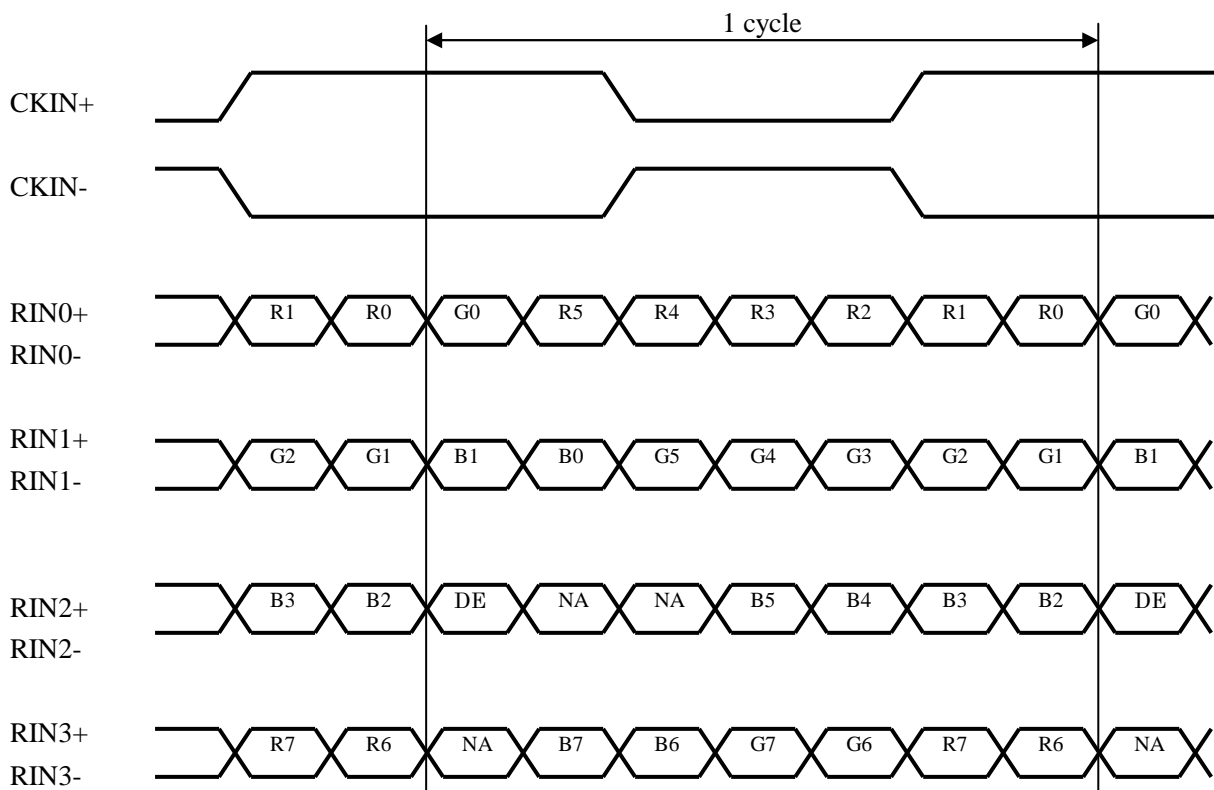 1 cycle
CKIN+
CKIN-
RIN0+
R1 R0 G0 R5 R4 R3 R2 R1 R0 G0
RIN0-
RIN1+
G2 G1 B1 B0 G5 G4 G3 G2 G1 B1
RIN1-
RIN2+
B3 B2 DE NA NA B5 B4 B3 B2 DE
RIN2-
RIN3+
R7 R6 NA B7 B6 G7 G6 R7 R6 NA
RIN3-